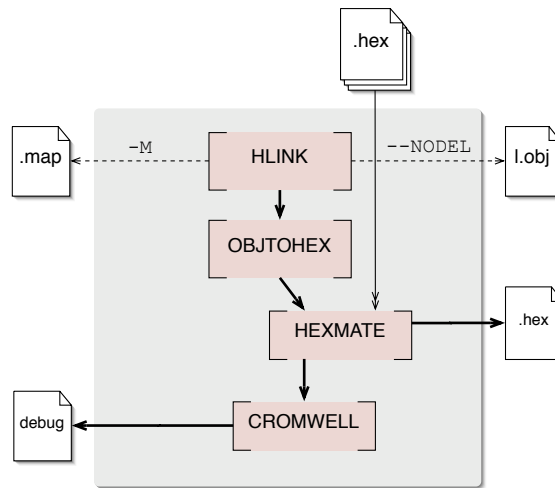 .hex
.map
-M
HLINK
--NODEL
l.obj
OBJTOHEX
HEXMATE
.hex
debug
CROMWELL